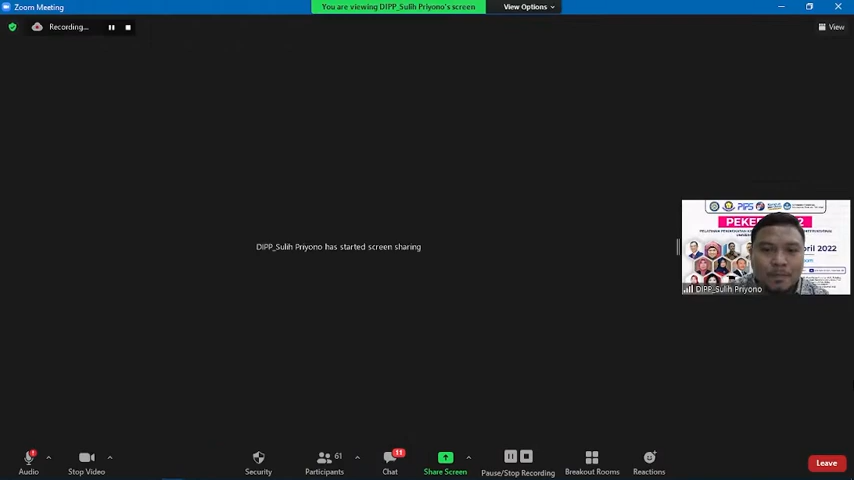 Zoom Meeting
You are viewing DIPP_Sulih Priyono's screen
View Options
Recording...
View
DIPP_Sulih Priyono has started screen sharing
PIPS
April 2022
DIPP_Sulih Priyono
Audio
Stop Video
Security
61
Participants
11
Chat
Share Screen
Pause/Stop Recording
Breakout Rooms
Reactions
Leave